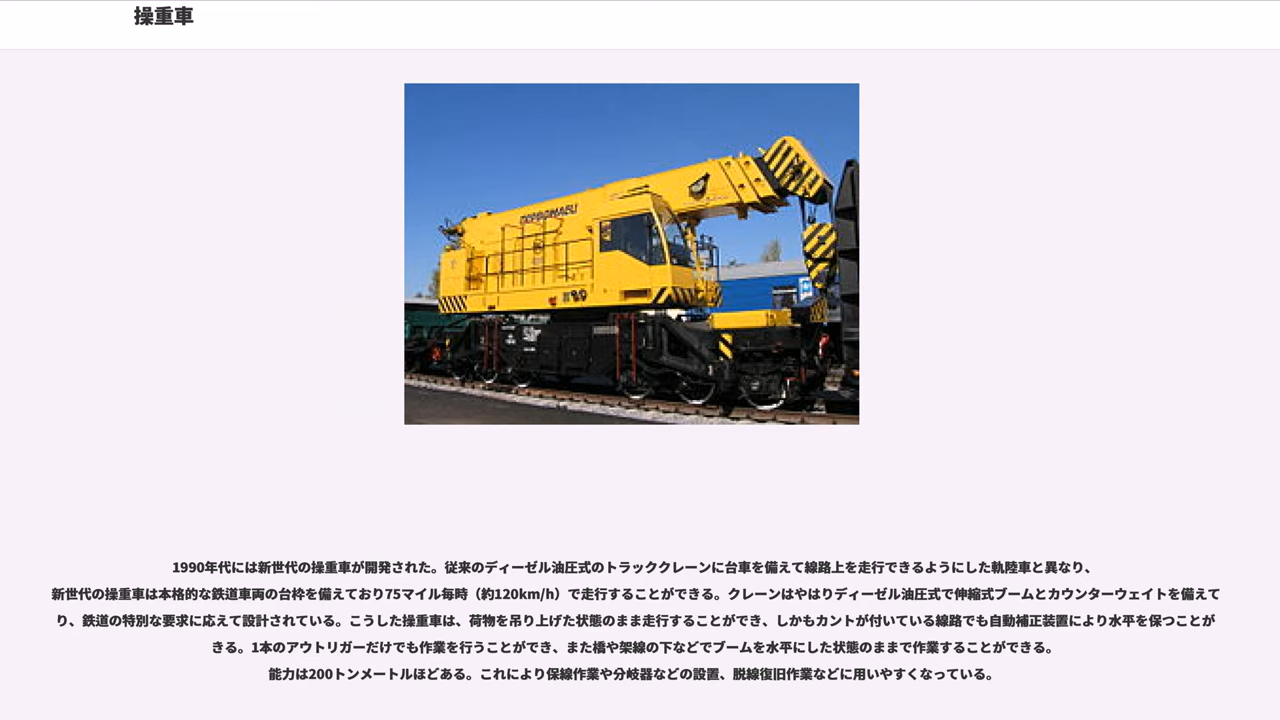 操重車
1990年代には新世代の操重車が開発された。従来のディーゼル油圧式のトラッククレーンに台車を備えて線路上を走行できるようにした軌陸車と異なり、
新世代の操重車は本格的な鉄道車両の台枠を備えており75マイル毎時（約120km/h）で走行することができる。クレーンはやはりディーゼル油圧式で伸縮式ブームとカウンターウェイトを備えて
り、鉄道の特別な要求に応えて設計されている。こうした操重車は、荷物を吊り上げた状態のまま走行することができ、しかもカントが付いている線路でも自動補正装置により水平を保つことが
きる。1本のアウトリガーだけでも作業を行うことができ、また橋や架線の下などでブームを水平にした状態のままで作業することができる。
能力は200トンメートルほどある。これにより保線作業や分岐器などの設置、脱線復旧作業などに用いやすくなっている。